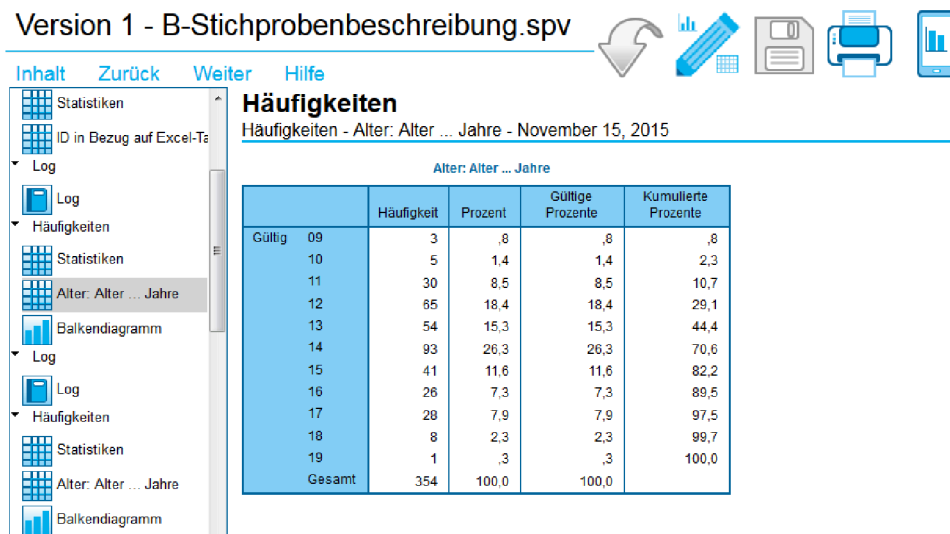 Version 1 - B-Stichprobenbeschreibung.spv
Inhalt Zurück Weiter Hilfe
Statistiken
ID in Bezug auf Excel-Ta
Log
Log
Häufigkeiten
Statistiken
Alter: Alter ... Jahre
Balkendiagramm
Log
Log
Häufigkeiten
Statistiken
Alter: Alter ... Jahre
Balkendiagramm
Häufigkeiten
Häufigkeiten - Alter: Alter ... Jahre - November 15, 2015
Alter: Alter ... Jahre
Häufigkeit Prozent Gültige Prozente Kumulierte Prozente
Gültig 09 3 ,8 ,8 ,8
10 5 1,4 1,4 2,3
11 30 8,5 8,5 10,7
12 65 18,4 18,4 29,1
13 54 15,3 15,3 44,4
14 93 26,3 26,3 70,6
15 41 11,6 11,6 82,2
16 26 7,3 7,3 89,5
17 28 7,9 7,9 97,5
18 8 2,3 2,3 99,7
19 1 ,3 ,3 100,0
Gesamt 354 100,0 100,0